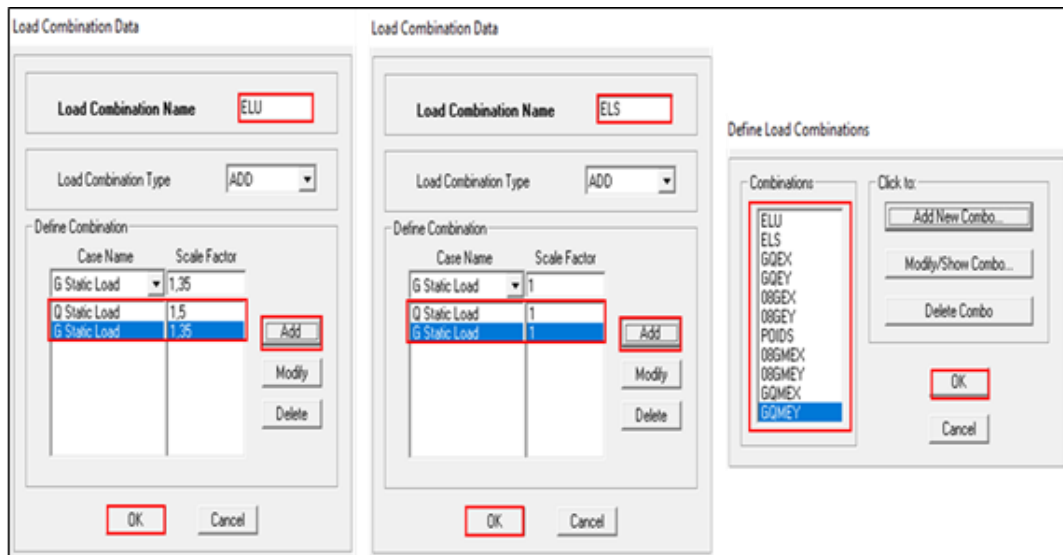 Load Combination Data
Load Combination Name ELU
Load Combination Type ADD
Define Combination
Case Name Scale Factor
G Static Load 1,35
Q Static Load 1,5
G Static Load 1,35
Add
Modify
Delete
OK Cancel
Load Combination Data
Load Combination Name ELS
Load Combination Type ADD
Define Combination
Case Name Scale Factor
G Static Load 1
Q Static Load 1
G Static Load 1
Add
Modify
Delete
OK Cancel
Define Load Combinations
Combinations
ELU
ELS
GQEX
GQEY
08GEX
08GEY
POIDS
08GMEX
08GMEY
GQMEX
GQMEY
Click to:
Add New Combo...
Modify/Show Combo...
Delete Combo
OK
Cancel